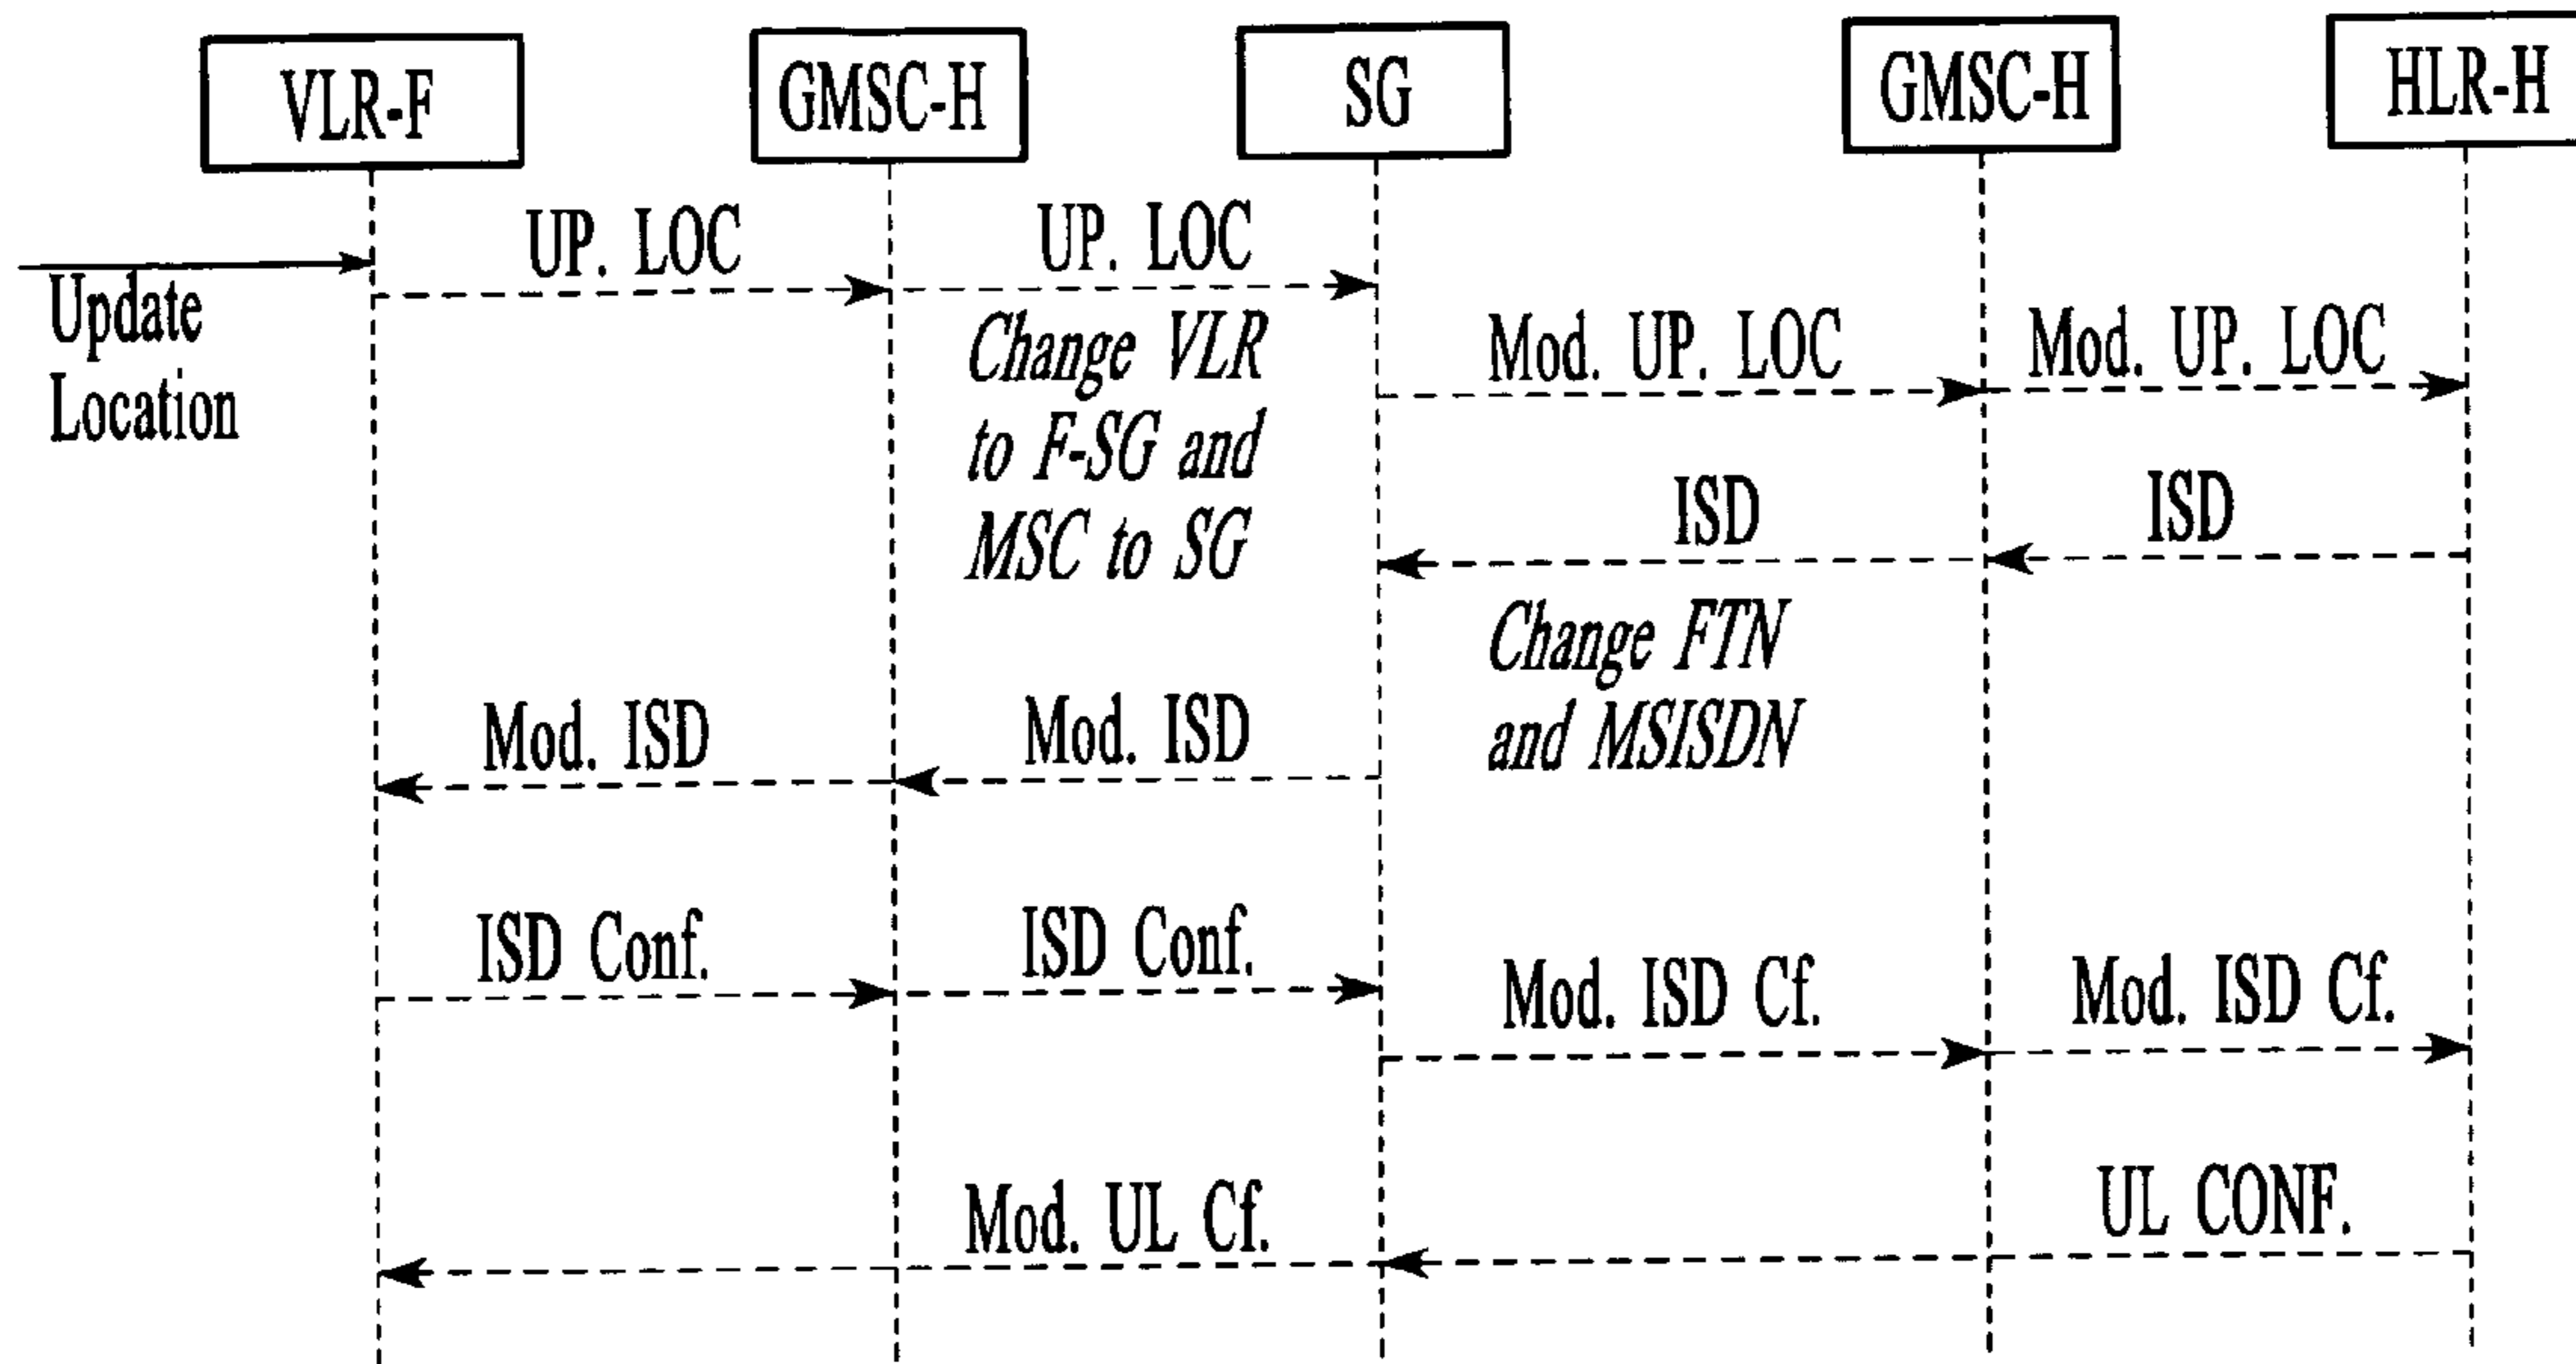 VLR-F
GMSC-H
SG
GMSC-H
HLR-H
Update
Location
UP. LOC
UP. LOC
Change VLR
to F-SG and
MSC to SG
Mod. UP. LOC
Mod. UP. LOC
ISD
ISD
Change FTN
and MSISDN
Mod. ISD
Mod. ISD
ISD Conf.
ISD Conf.
Mod. ISD Cf.
Mod. ISD Cf.
Mod. UL Cf.
UL CONF.